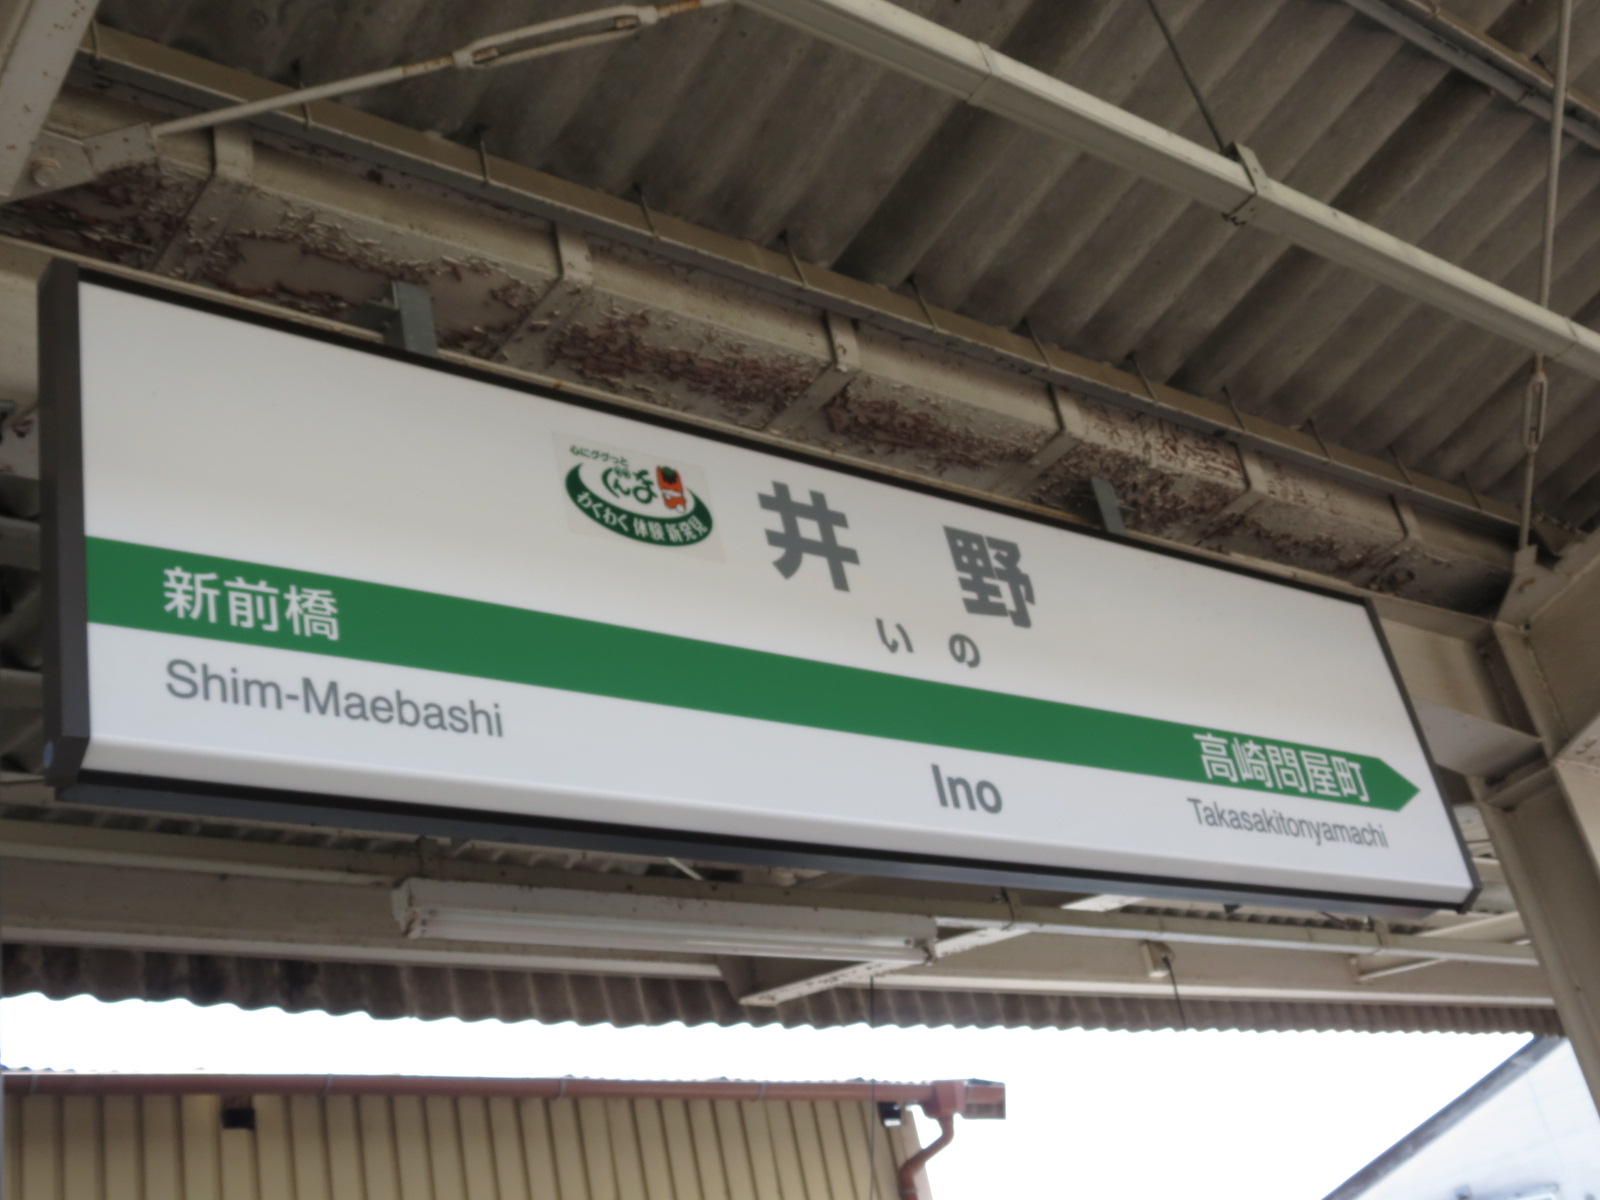 心にググっと
ぐんま
わくわく 体験 新発見
井野
いの
新前橋
高崎問屋町
Shim-Maebashi
Ino
Takasakitonyamachi